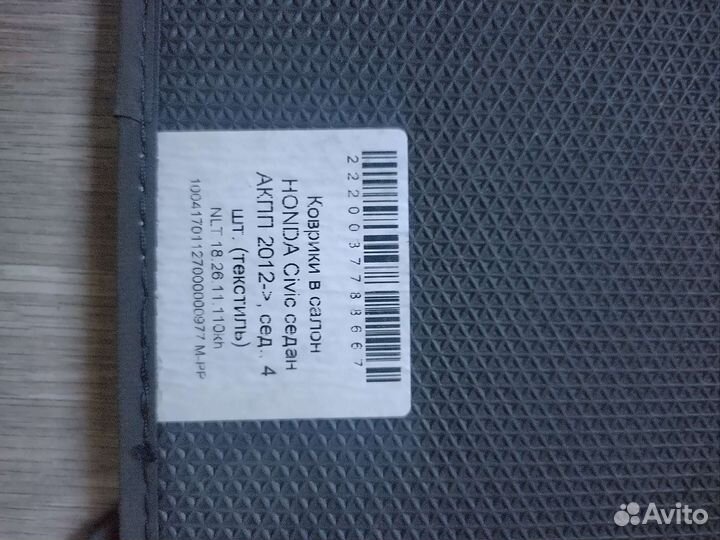 2220037788667
Коврики в салон
HONDA Civic седан
АКПП 2012->, сед., 4
шт. (текстиль)
NLT.18.26.11.110kh
100417011270000000977 М-РР
Avito